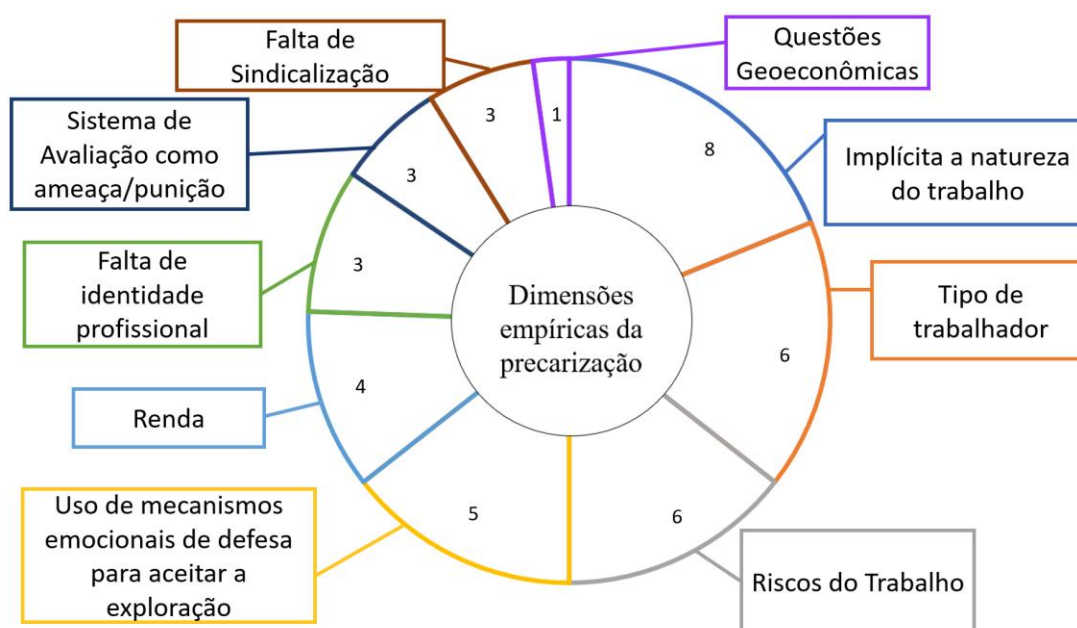 Falta de
Sindicalização
Questões
Geoeconômicas
Sistema de
Avaliação como
ameaça/punição
3
1
8
Implícita a natureza
do trabalho
3
Falta de
identidade
profissional
3
Dimensões
empíricas da
precarização
Tipo de
trabalhador
6
Renda
4
Uso de mecanismos
emocionais de defesa
para aceitar a
exploração
5
6
Riscos do Trabalho